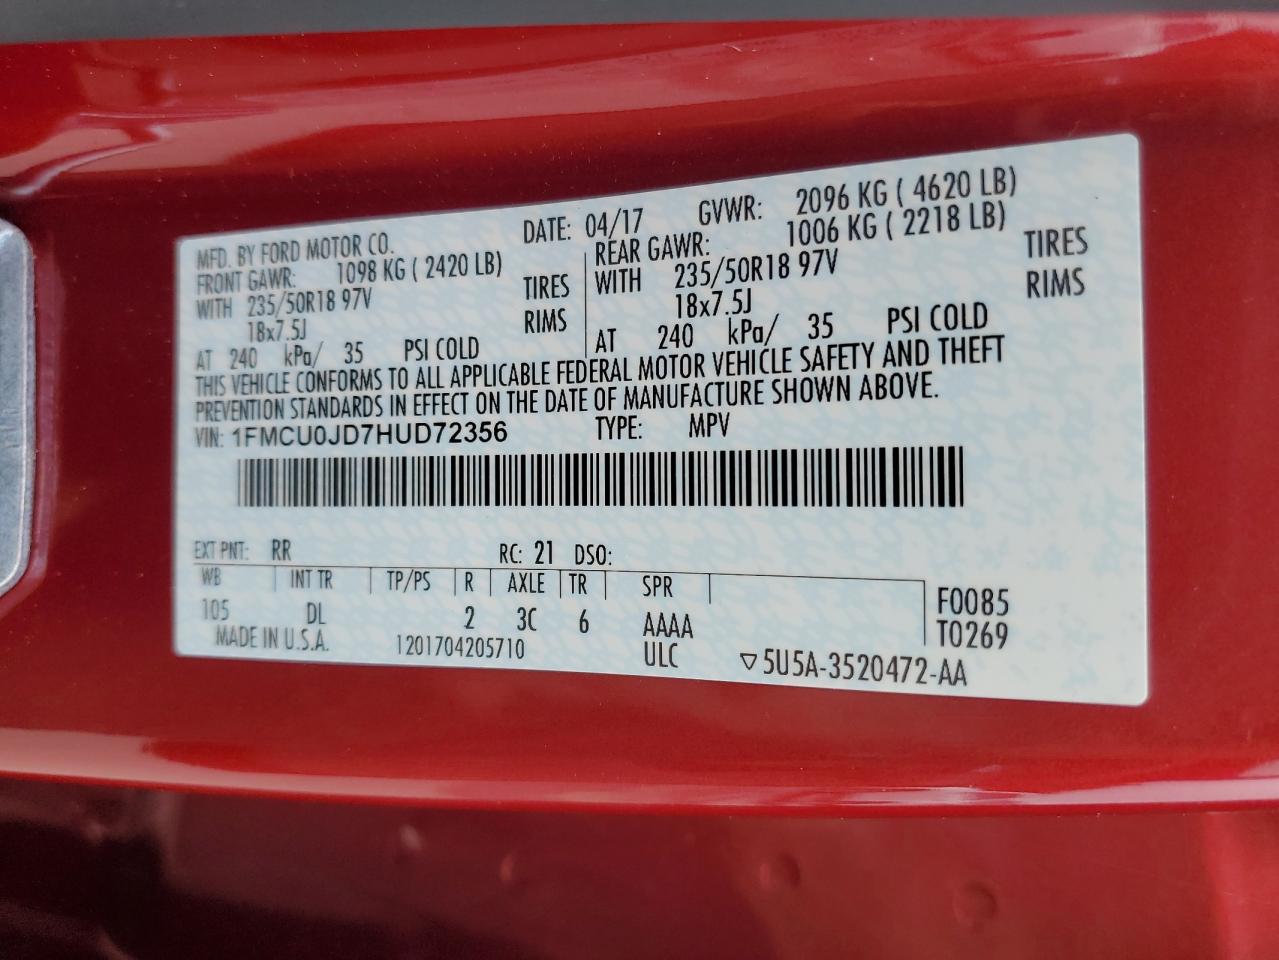 MFD. BY FORD MOTOR CO. DATE: 04/17 GVWR: 2096 KG ( 4620 LB)
FRONT GAWR: 1098 KG ( 2420 LB) REAR GAWR: 1006 KG ( 2218 LB)
WITH 235/50R18 97V TIRES WITH 235/50R18 97V TIRES
18x7.5J RIMS 18x7.5J RIMS
AT 240 kPa/ 35 PSI COLD AT 240 kPa/ 35 PSI COLD
THIS VEHICLE CONFORMS TO ALL APPLICABLE FEDERAL MOTOR VEHICLE SAFETY AND THEFT
PREVENTION STANDARDS IN EFFECT ON THE DATE OF MANUFACTURE SHOWN ABOVE.
VIN: 1FMCU0JD7HUD72356 TYPE: MPV
EXT PNT: RR RC: 21 DSO:
WB INT TR TP/PS R AXLE TR SPR
105 DL 2 3C 6 AAAA F0085
T0269
MADE IN U.S.A. 1201704205710 ULC ▽5U5A-3520472-AA